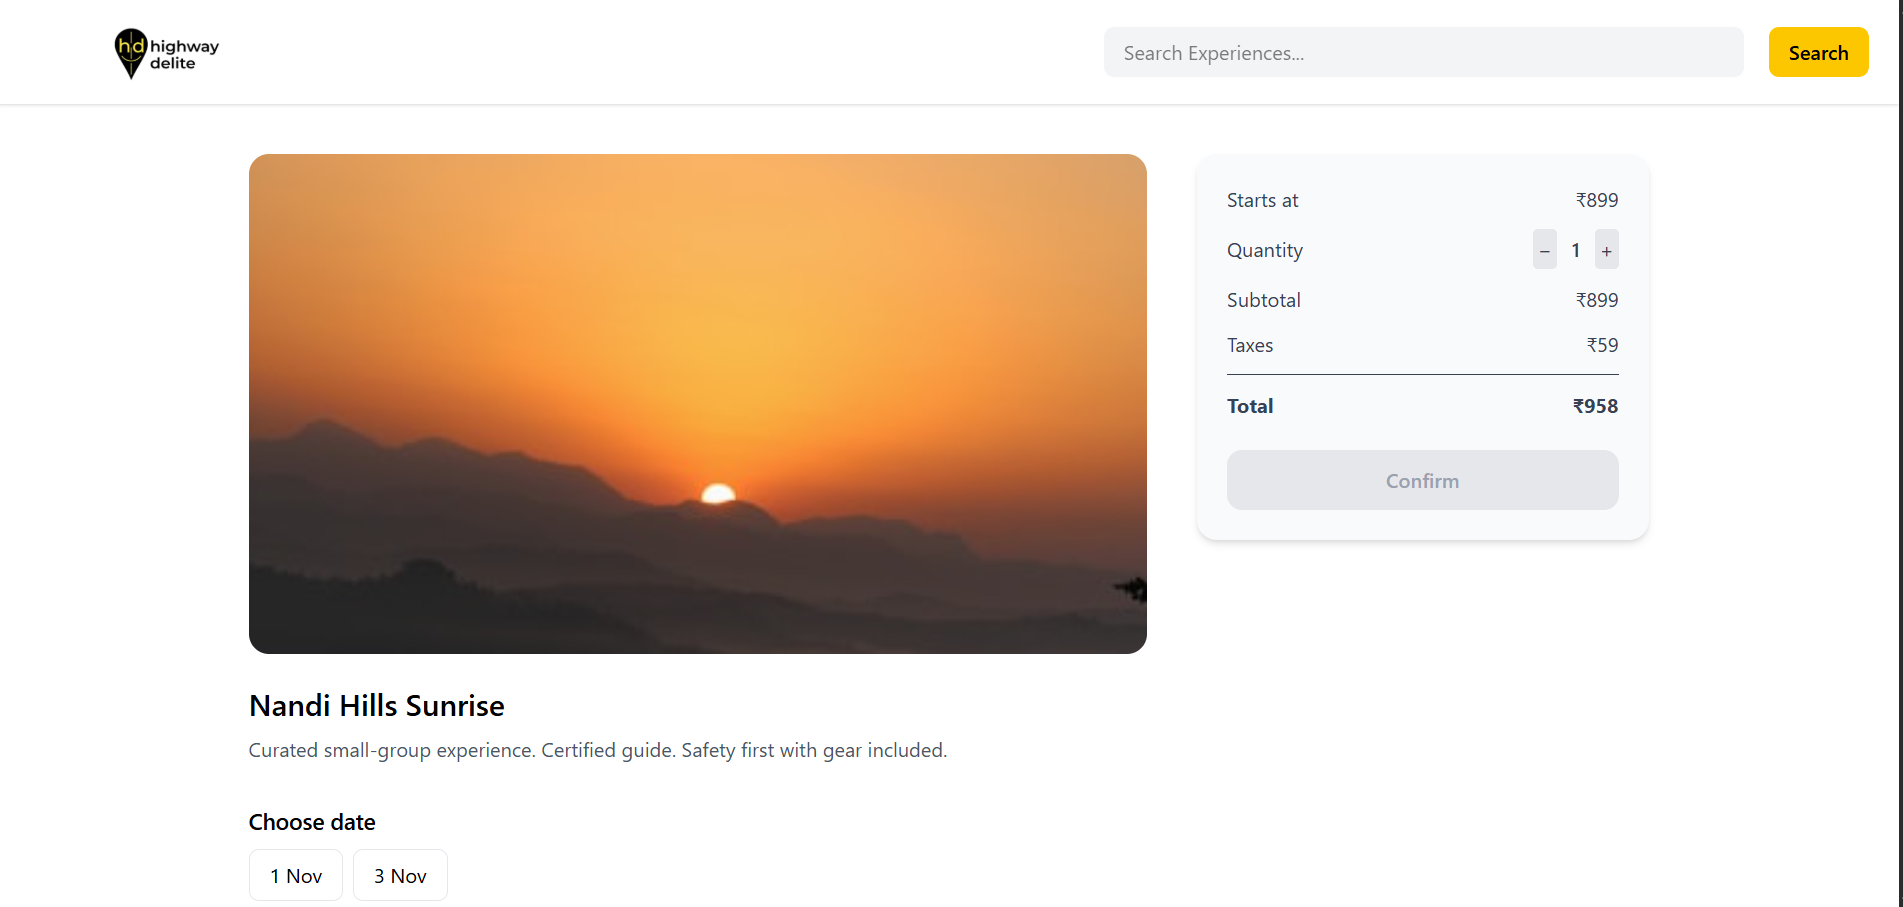 hd highway
delite
Search Experiences...
Search
Starts at ₹899
Quantity − 1 +
Subtotal ₹899
Taxes ₹59
Total ₹958
Confirm
Nandi Hills Sunrise
Curated small-group experience. Certified guide. Safety first with gear included.
Choose date
1 Nov 3 Nov